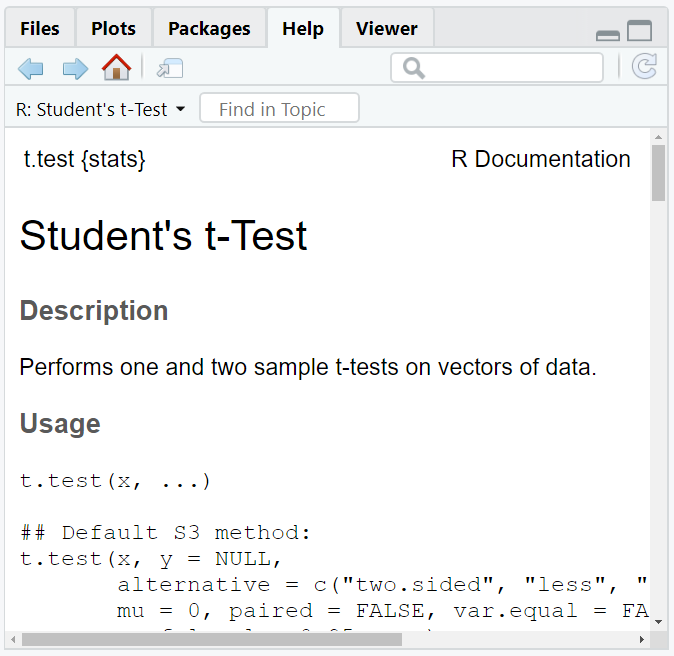 Files Plots Packages Help Viewer
R: Student's t-Test Find in Topic
t.test {stats} R Documentation
Student's t-Test
Description
Performs one and two sample t-tests on vectors of data.
Usage
t.test(x, ...)
## Default S3 method:
t.test(x, y = NULL,
alternative = c("two.sided", "less", "
mu = 0, paired = FALSE, var.equal = FA